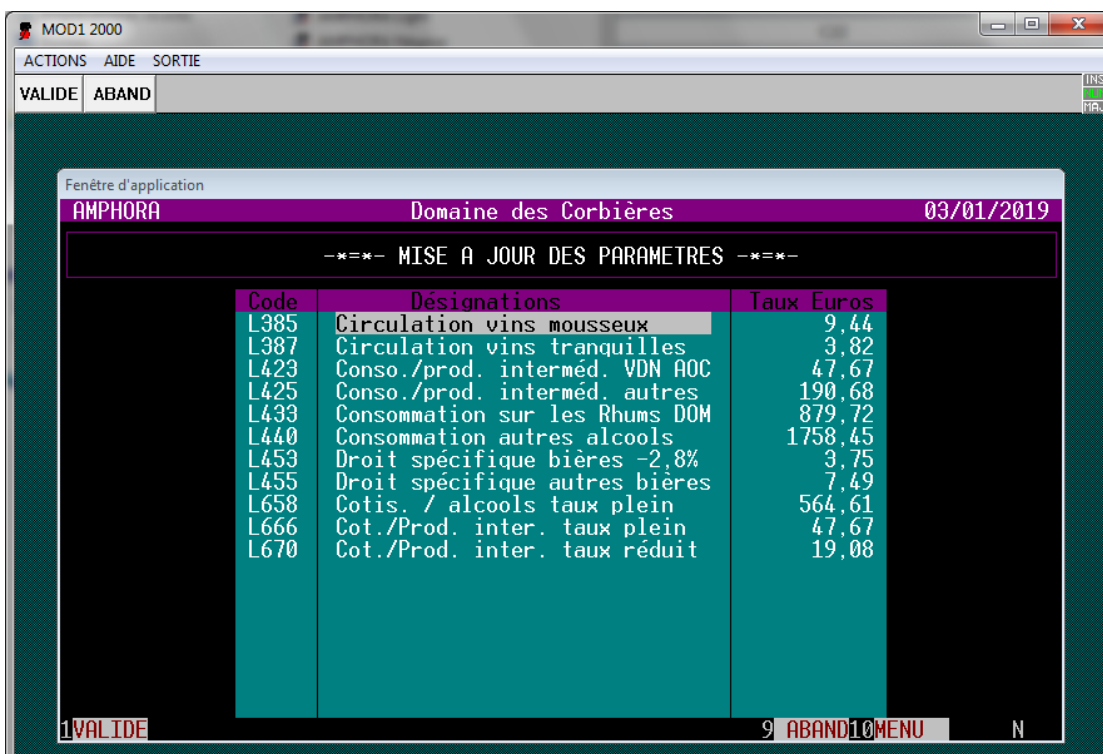 MOD1 2000
ACTIONS AIDE SORTIE
VALIDE ABAND
INS
Fenêtre d'application
AMPHORA Domaine des Corbières 03/01/2019
-*=*- MISE A JOUR DES PARAMETRES -*=*-
Code Désignations Taux Euros
L385 Circulation vins mousseux 9,44
L387 Circulation vins tranquilles 3,82
L423 Conso./prod. interméd. VDN AOC 47,67
L425 Conso./prod. interméd. autres 190,68
L433 Consommation sur les Rhums DOM 879,72
L440 Consommation autres alcools 1758,45
L453 Droit spécifique bières -2,8% 3,75
L455 Droit spécifique autres bières 7,49
L658 Cotis. / alcools taux plein 564,61
L666 Cot./Prod. inter. taux plein 47,67
L670 Cot./Prod. inter. taux réduit 19,08
1VALIDE 9 ABAND10MENU N